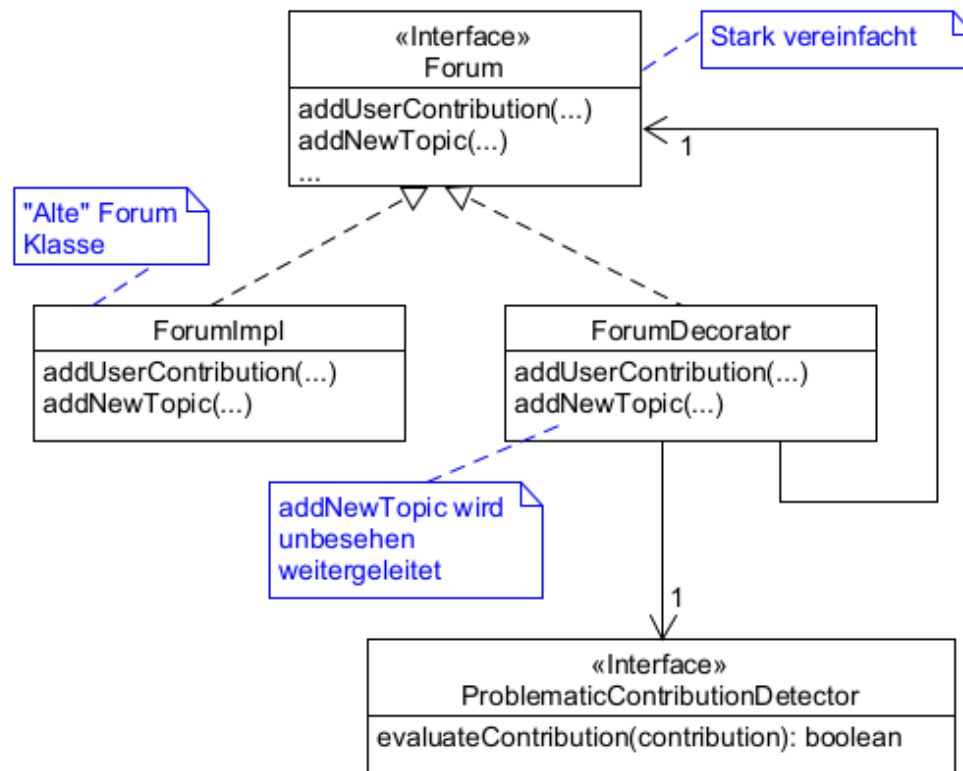 «Interface»
Forum
addUserContribution(...)
addNewTopic(...)
...
Stark vereinfacht
1
"Alte" Forum
Klasse
ForumImpl
addUserContribution(...)
addNewTopic(...)
ForumDecorator
addUserContribution(...)
addNewTopic(...)
addNewTopic wird
unbesehen
weitergeleitet
1
«Interface»
ProblematicContributionDetector
evaluateContribution(contribution): boolean